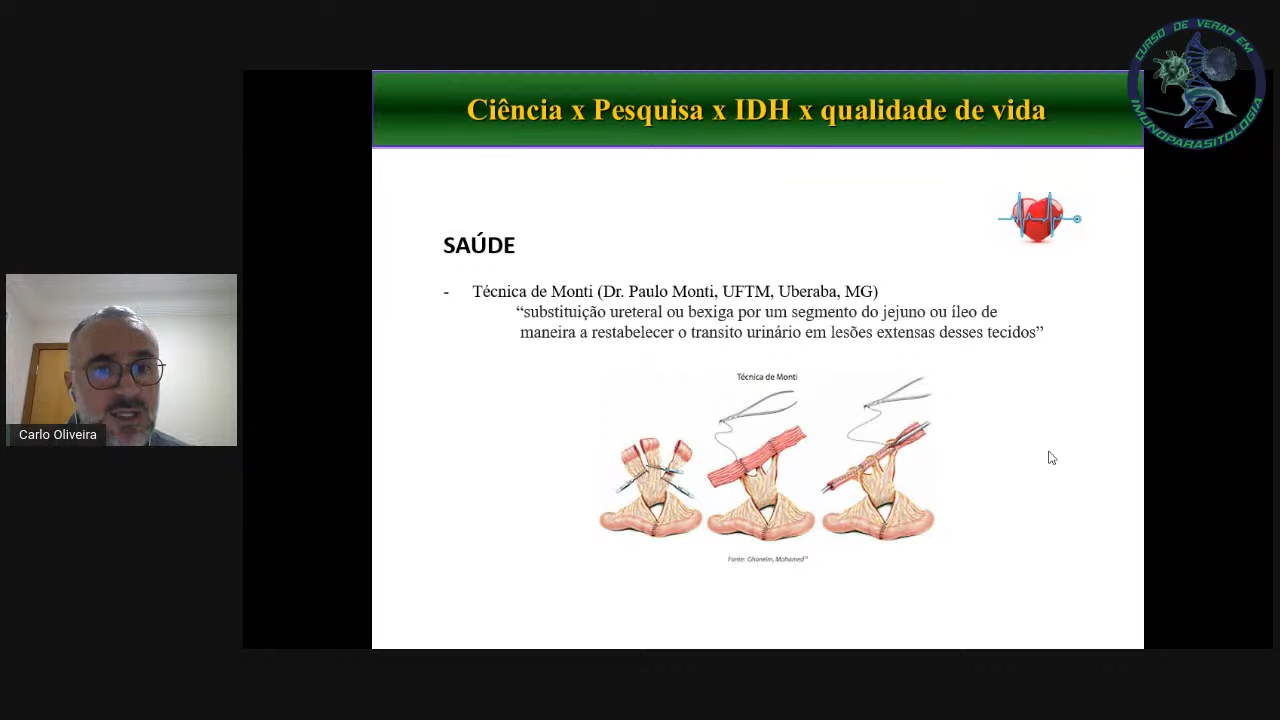 CURSO DE VERÃO EM
IMUNOPARASITOLOGIA
Ciência x Pesquisa x IDH x qualidade de vida
SAÚDE
- Técnica de Monti (Dr. Paulo Monti, UFTM, Uberaba, MG)
“substituição ureteral ou bexiga por um segmento do jejuno ou íleo de
maneira a restabelecer o transito urinário em lesões extensas desses tecidos”
Técnica de Monti
Fonte: Ghoneim, Mohamed
Carlo Oliveira